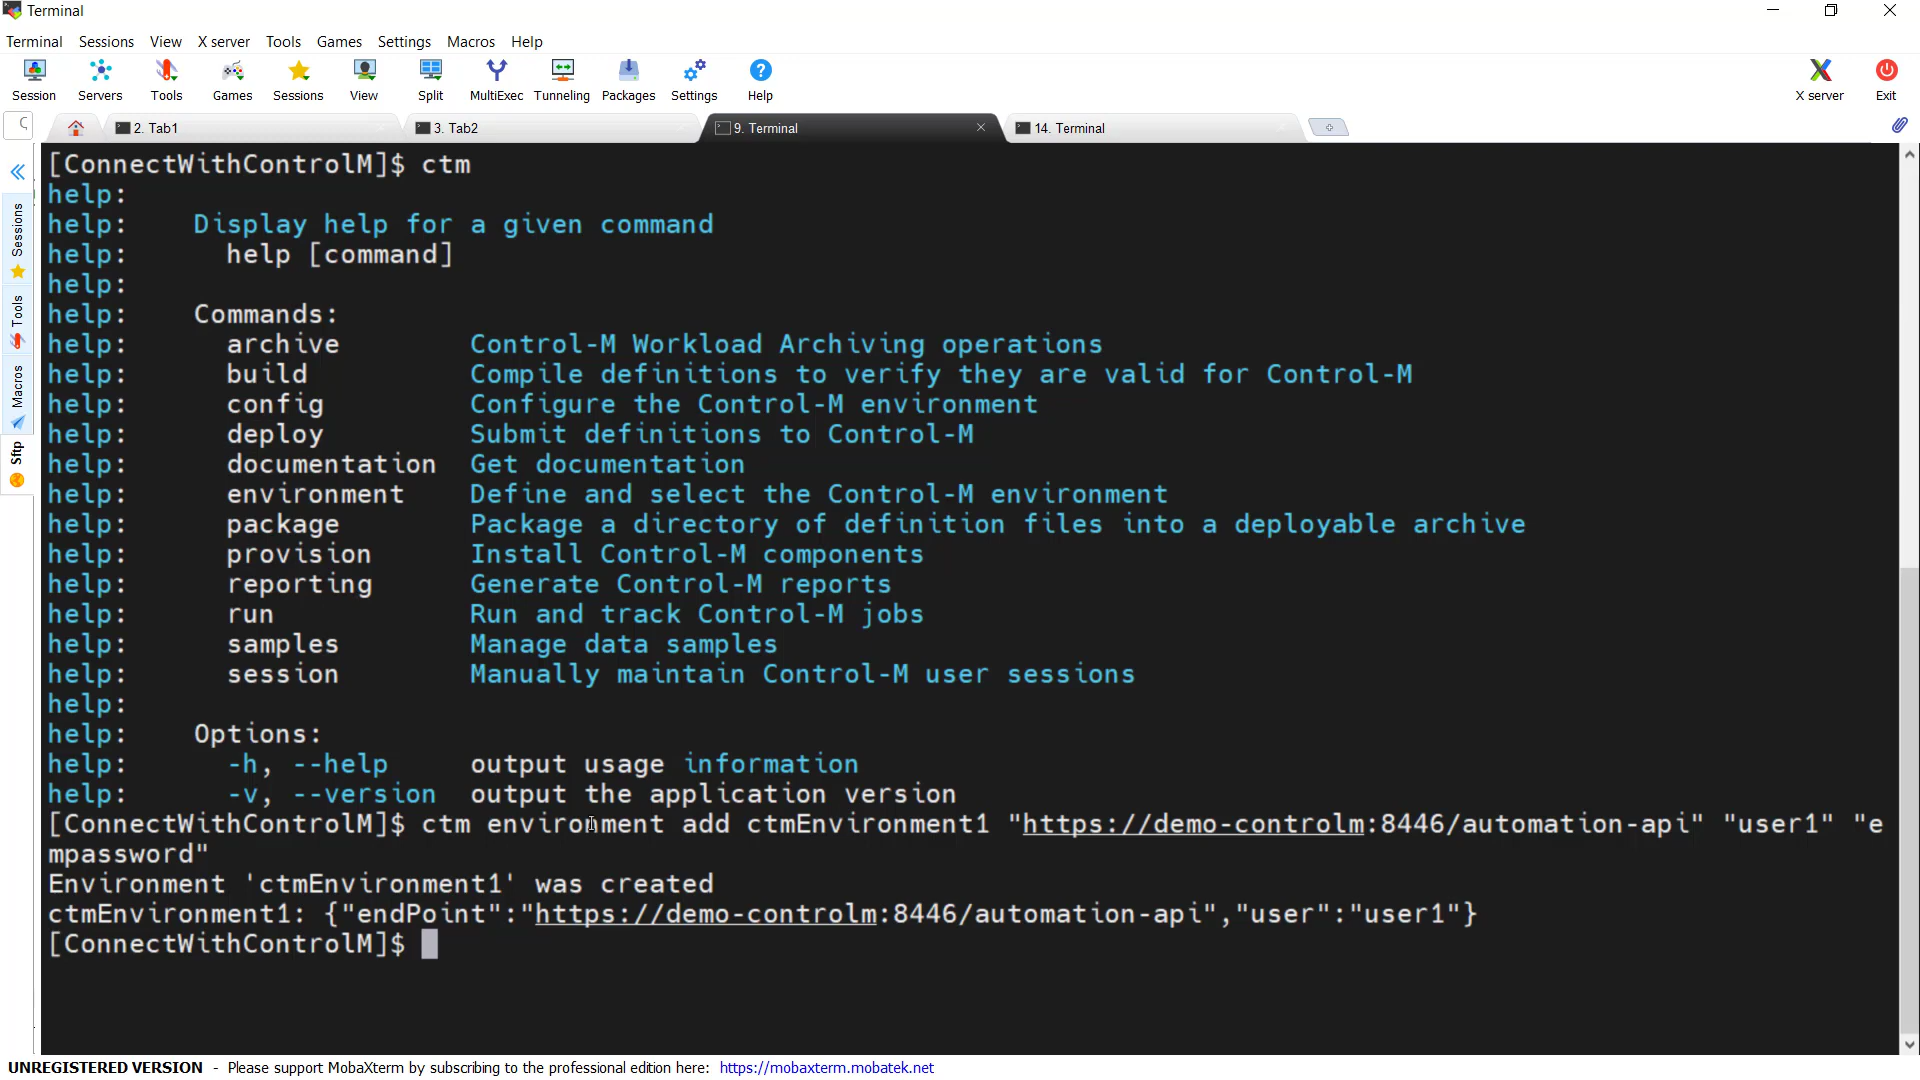 Terminal
Terminal Sessions View X server Tools Games Settings Macros Help
Session Servers Tools Games Sessions View Split MultiExec Tunneling Packages Settings Help X server Exit
2. Tab1 3. Tab2 9. Terminal 14. Terminal
Sessions
Tools
Macros
Sftp
[ConnectWithControlM]$ ctm
help:
help:    Display help for a given command
help:      help [command]
help:
help:    Commands:
help:      archive        Control-M Workload Archiving operations
help:      build          Compile definitions to verify they are valid for Control-M
help:      config         Configure the Control-M environment
help:      deploy         Submit definitions to Control-M
help:      documentation  Get documentation
help:      environment    Define and select the Control-M environment
help:      package        Package a directory of definition files into a deployable archive
help:      provision      Install Control-M components
help:      reporting      Generate Control-M reports
help:      run            Run and track Control-M jobs
help:      samples        Manage data samples
help:      session        Manually maintain Control-M user sessions
help:
help:    Options:
help:      -h, --help     output usage information
help:      -v, --version  output the application version
[ConnectWithControlM]$ ctm environment add ctmEnvironment1 "https://demo-controlm:8446/automation-api" "user1" "e
mpassword"
Environment 'ctmEnvironment1' was created
ctmEnvironment1: {"endPoint":"https://demo-controlm:8446/automation-api","user":"user1"}
[ConnectWithControlM]$
UNREGISTERED VERSION - Please support MobaXterm by subscribing to the professional edition here: https://mobaxterm.mobatek.net